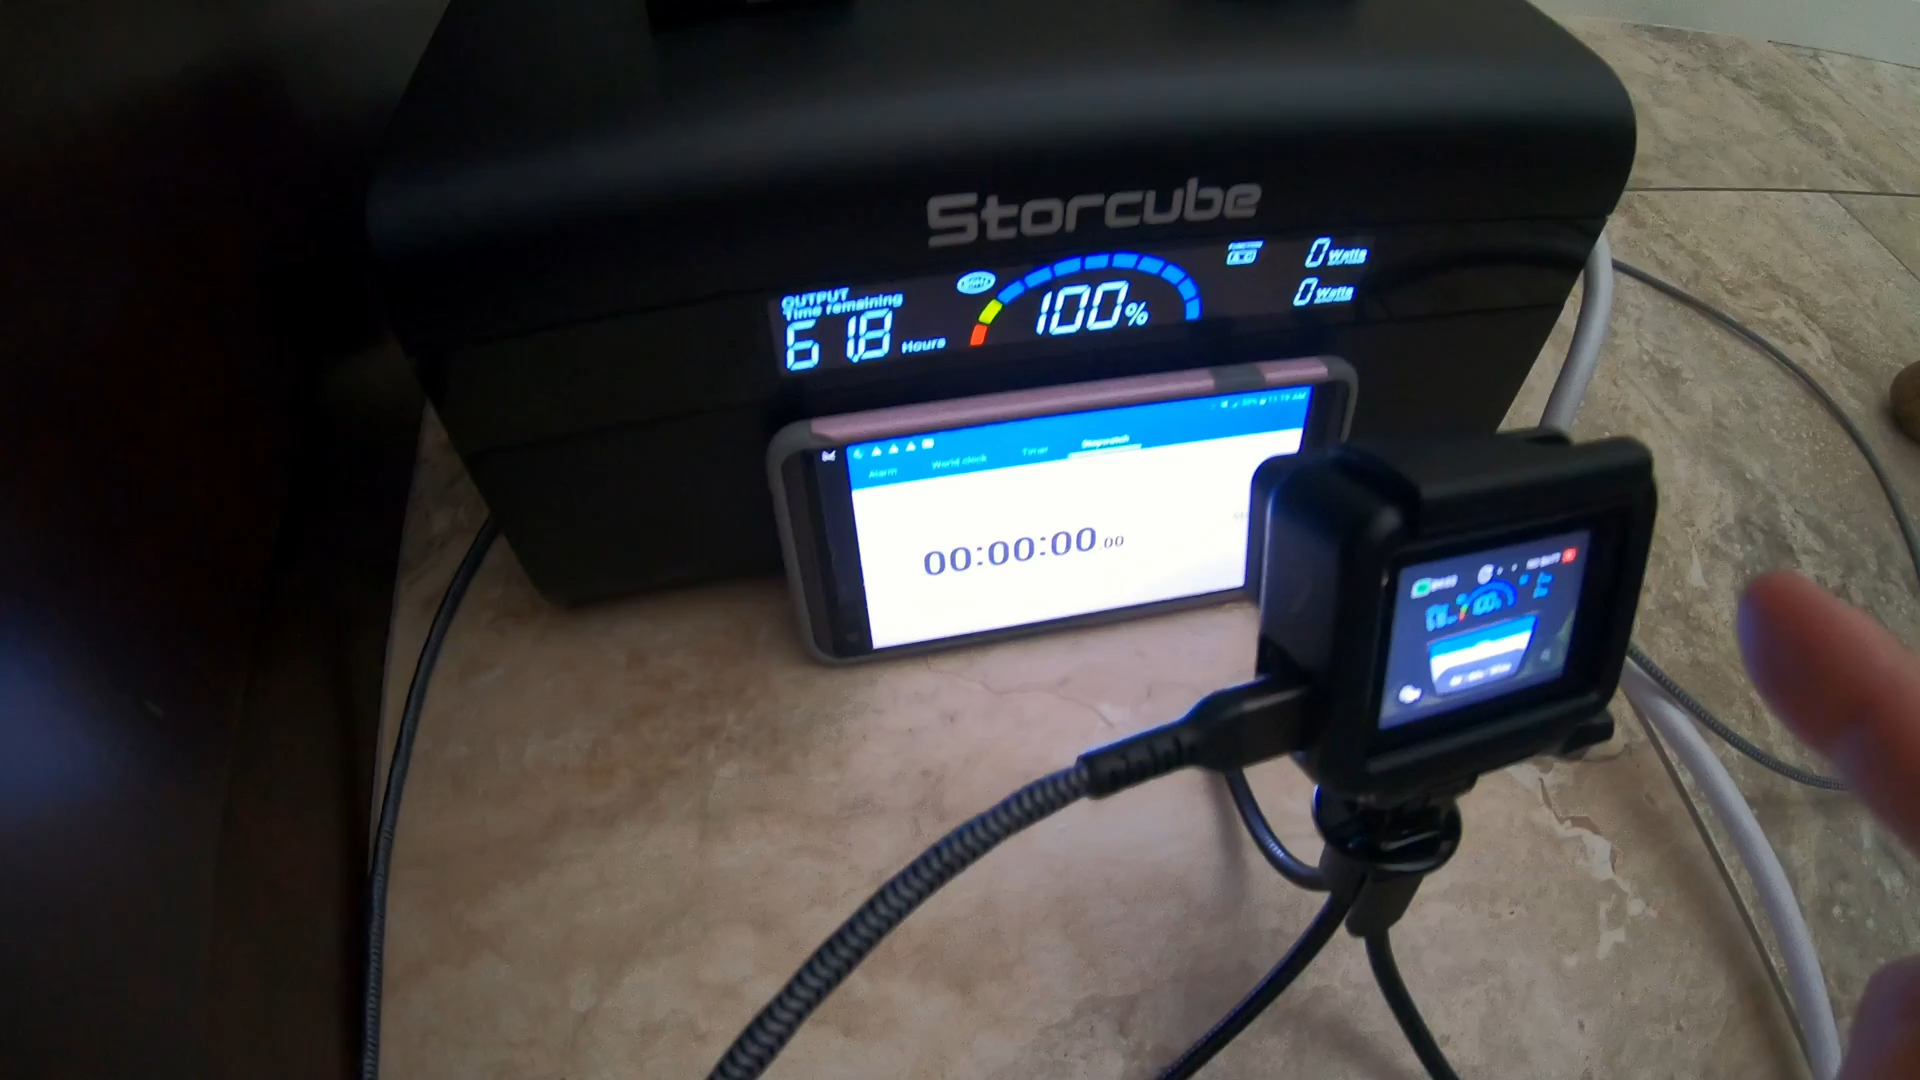 Storcube
OUTPUT
Time remaining
6 1.8 Hours
100%
0 Watts
0 Watts
Alarm World clock Timer Stopwatch
00:00:00.00
100